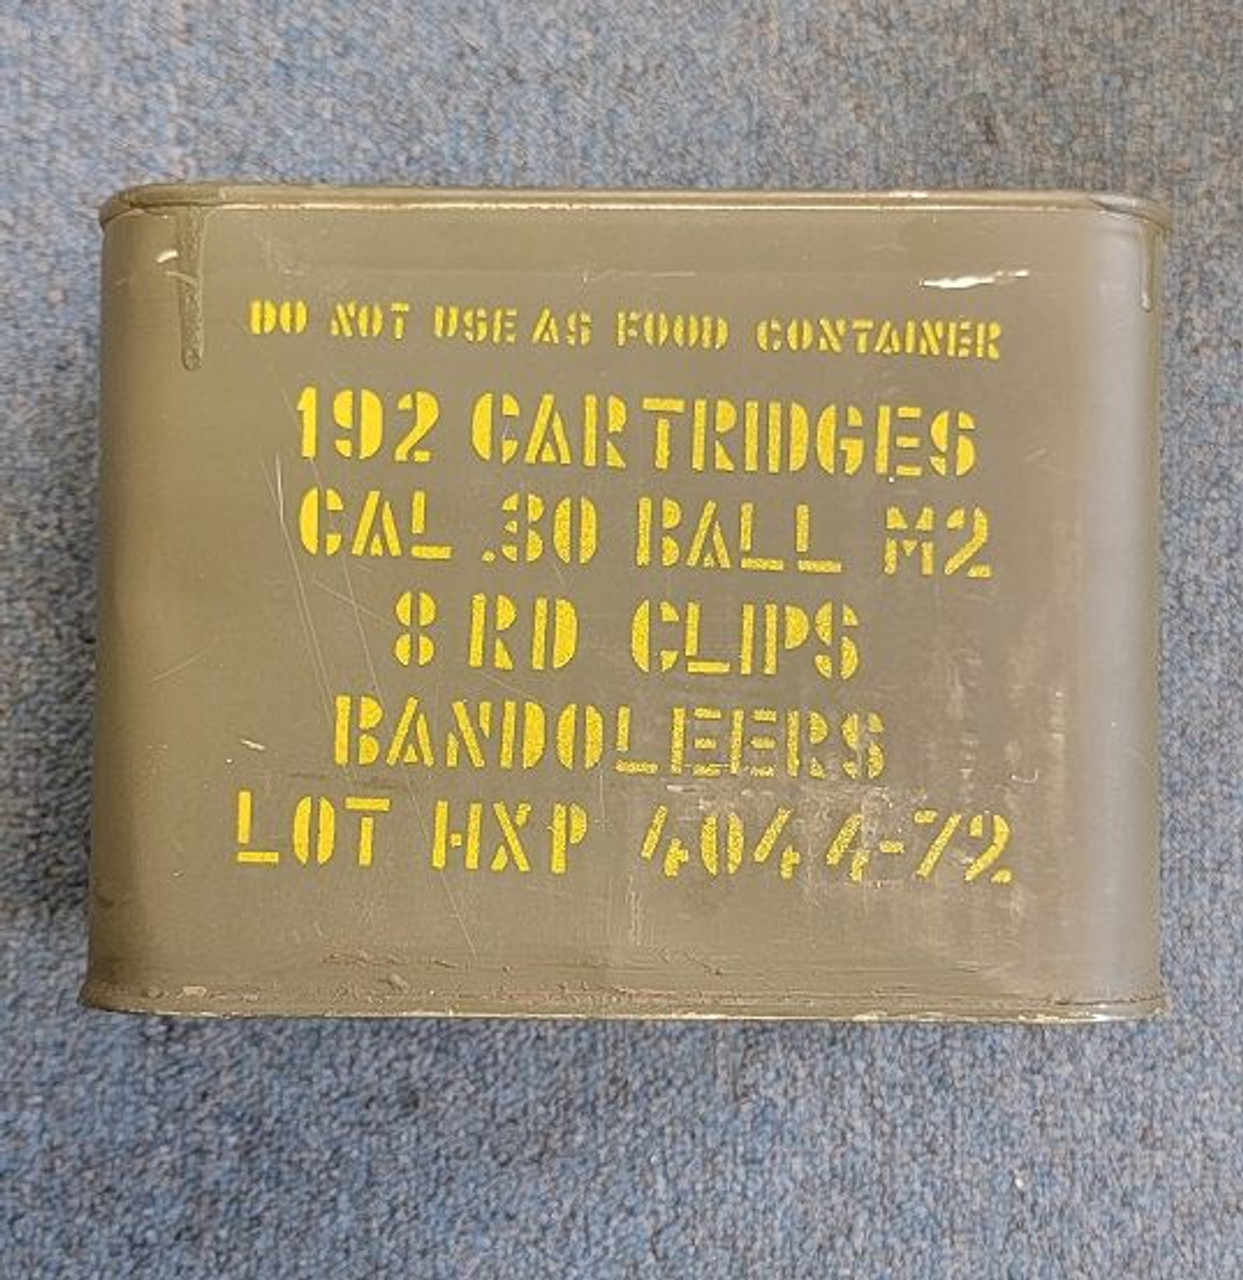 DO NOT USE AS FOOD CONTAINER
192 CARTRIDGES
CAL .30 BALL M2
8 RD CLIPS
BANDOLEERS
LOT HXP 4044-72